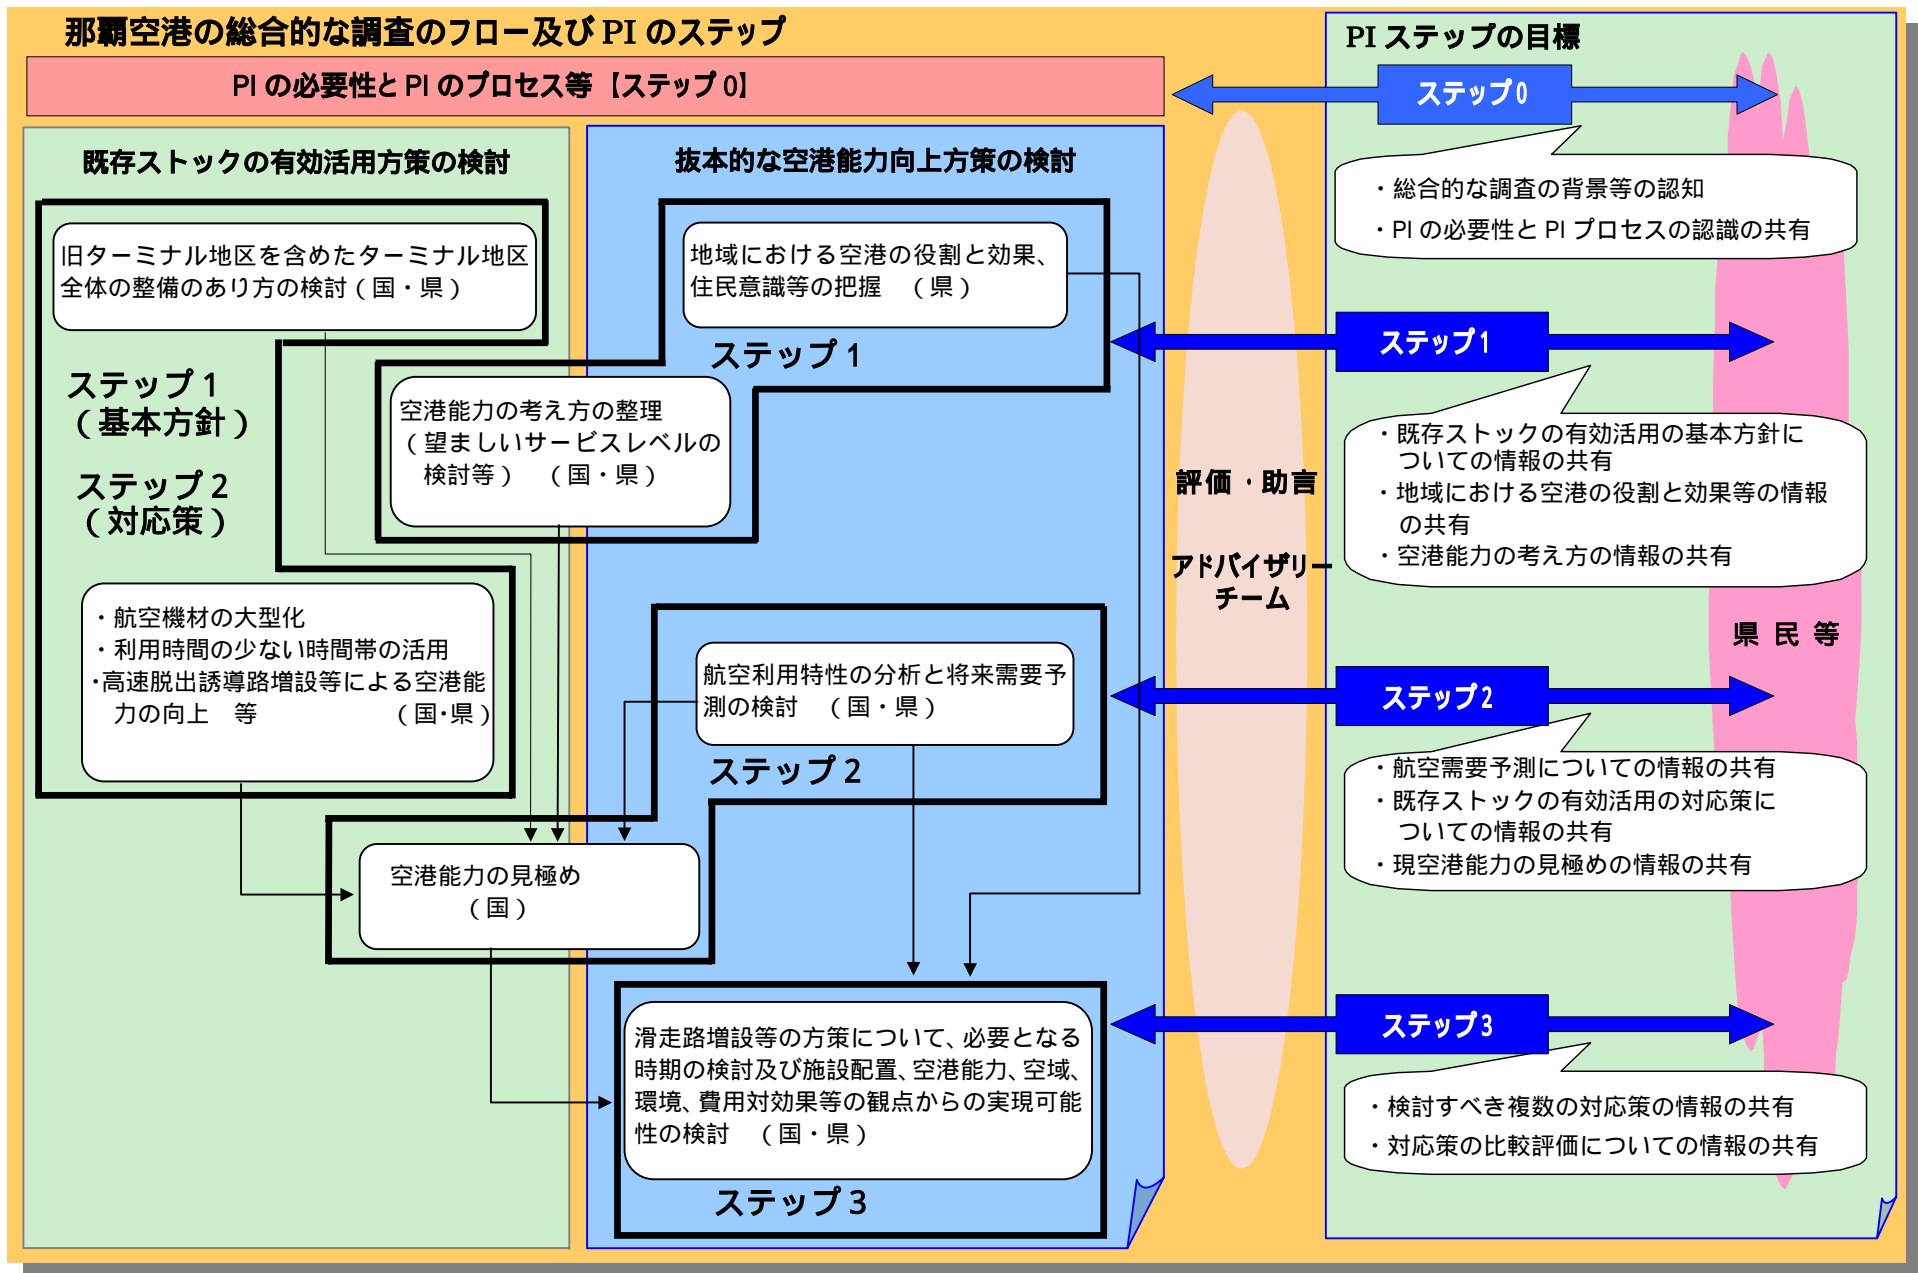 那覇空港の総合的な調査のフロー及び PI のステップ
PI の必要性と PI のプロセス等【ステップ 0】
既存ストックの有効活用方策の検討
旧ターミナル地区を含めたターミナル地区
全体の整備のあり方の検討（国・県）
ステップ 1
（基本方針）
ステップ 2
（対応策）
・航空機材の大型化
・利用時間の少ない時間帯の活用
・高速脱出誘導路増設等による空港能
力の向上　等　（国・県）
抜本的な空港能力向上方策の検討
地域における空港の役割と効果、
住民意識等の把握　（県）
ステップ 1
空港能力の考え方の整理
（望ましいサービスレベルの
検討等）　（国・県）
航空利用特性の分析と将来需要予
測の検討　（国・県）
ステップ 2
空港能力の見極め
（国）
滑走路増設等の方策について、必要となる
時期の検討及び施設配置、空港能力、空域、
環境、費用対効果等の観点からの実現可能
性の検討　（国・県）
ステップ 3
評価・助言
アドバイザリー
チーム
PI ステップの目標
ステップ 0
・総合的な調査の背景等の認知
・PI の必要性と PI プロセスの認識の共有
ステップ 1
・既存ストックの有効活用の基本方針に
ついての情報の共有
・地域における空港の役割と効果等の情報
の共有
・空港能力の考え方の情報の共有
県 民 等
ステップ 2
・航空需要予測についての情報の共有
・既存ストックの有効活用の対応策に
ついての情報の共有
・現空港能力の見極めの情報の共有
ステップ 3
・検討すべき複数の対応策の情報の共有
・対応策の比較評価についての情報の共有